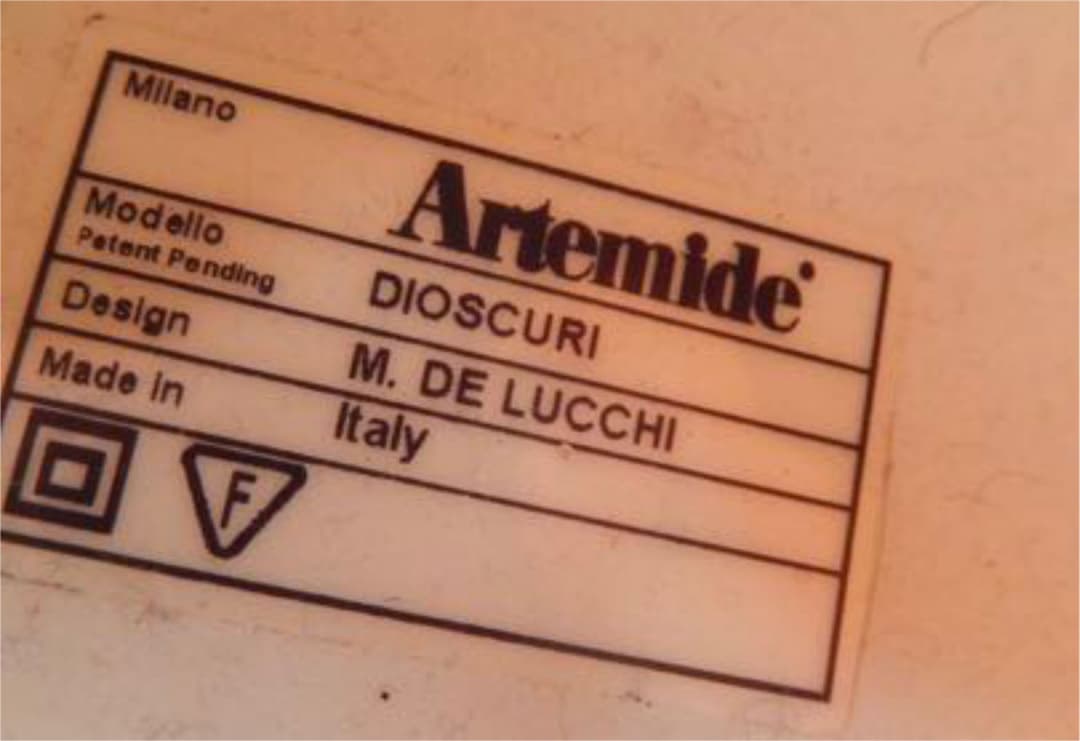 Milano
Artemide
Modello DIOSCURI
Patent Pending
Design M. DE LUCCHI
Made in Italy
F